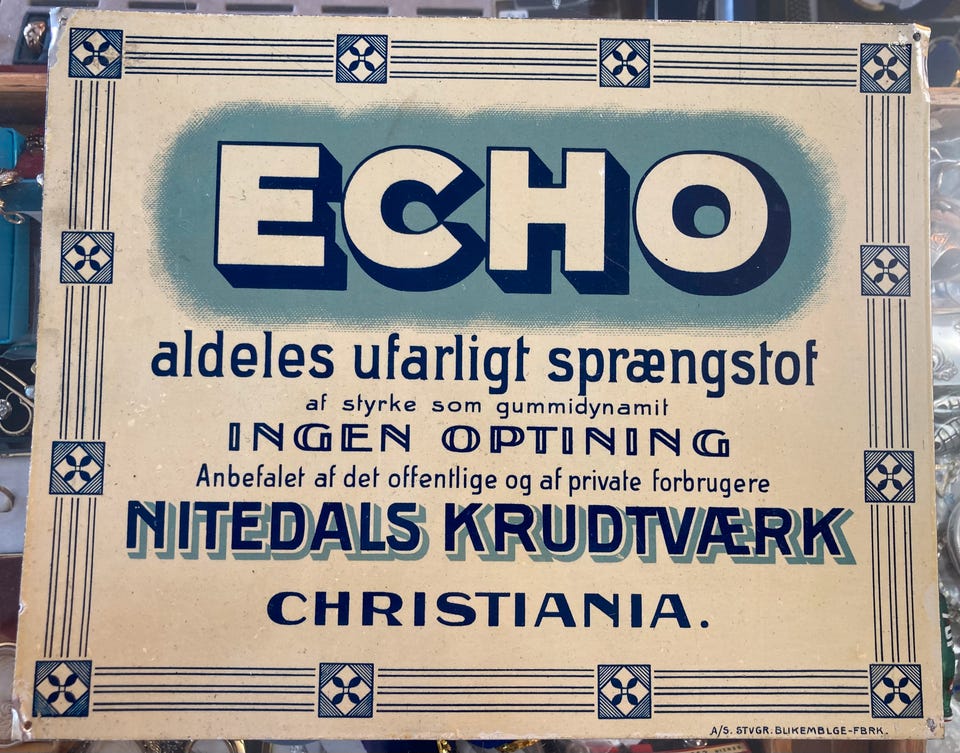 ECHO
aldeles ufarligt sprængstof
af styrke som gummidynamit
INGEN OPTINING
Anbefalet af det offentlige og af private forbrugere
NITEDALS KRUDTVÆRK
CHRISTIANIA.
A/S. STVGR. BLIKEMBLGE-FBRK.